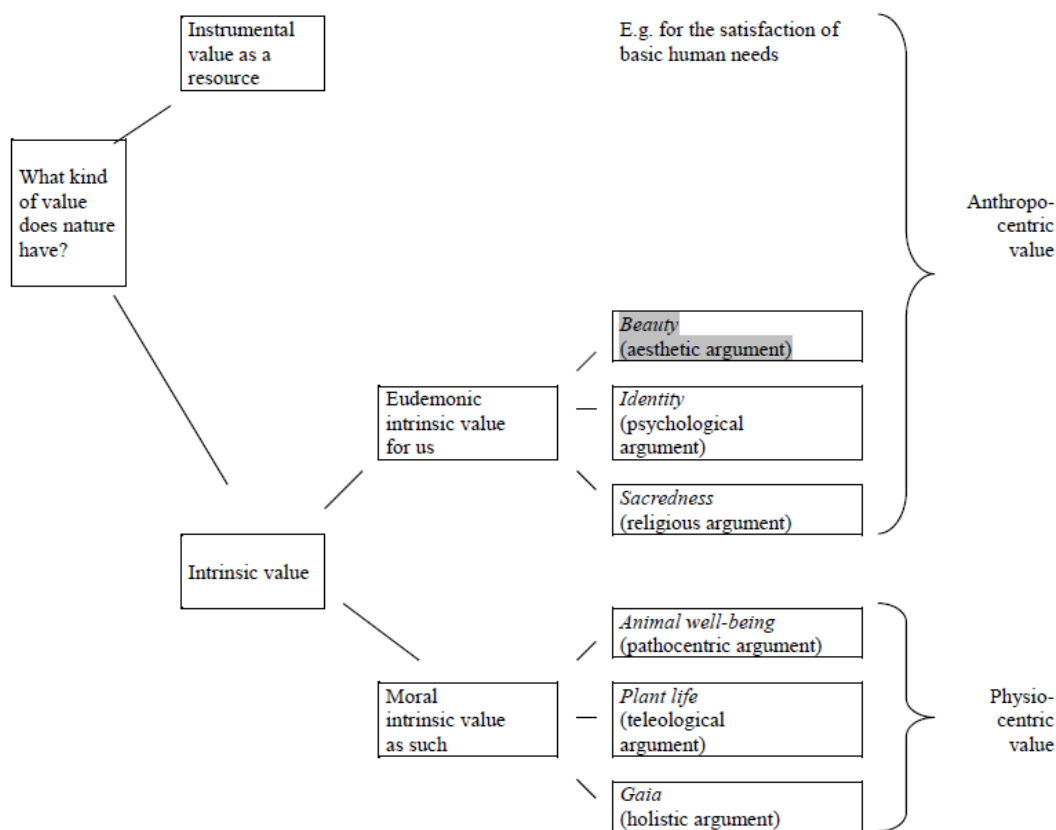 Instrumental
value as a
resource
E.g. for the satisfaction of
basic human needs
What kind
of value
does nature
have?
Anthropo-
centric
value
Beauty
(aesthetic argument)
Eudemonic
intrinsic value
for us
Identity
(psychological
argument)
Sacredness
(religious argument)
Intrinsic value
Animal well-being
(pathocentric argument)
Moral
intrinsic value
as such
Plant life
(teleological
argument)
Physio-
centric
value
Gaia
(holistic argument)